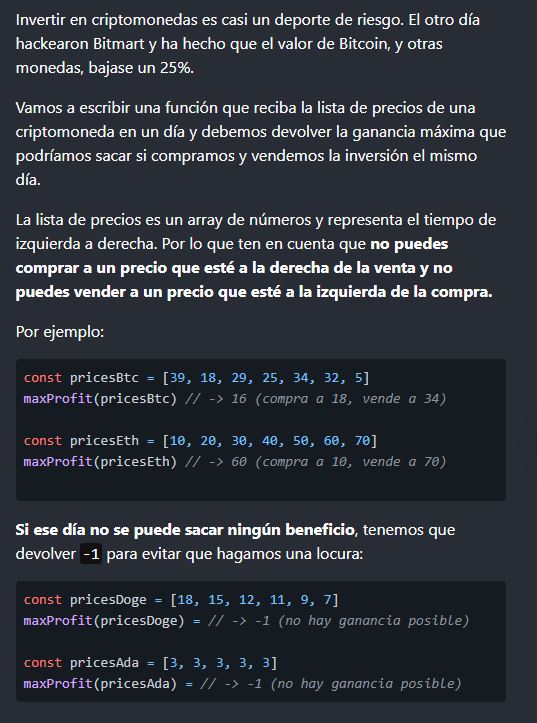 Invertir en criptomonedas es casi un deporte de riesgo. El otro día
hackearon Bitmart y ha hecho que el valor de Bitcoin, y otras
monedas, bajase un 25%.
Vamos a escribir una función que reciba la lista de precios de una
criptomoneda en un día y debemos devolver la ganancia máxima que
podríamos sacar si compramos y vendemos la inversión el mismo
día.
La lista de precios es un array de números y representa el tiempo de
izquierda a derecha. Por lo que ten en cuenta que no puedes
comprar a un precio que esté a la derecha de la venta y no
puedes vender a un precio que esté a la izquierda de la compra.
Por ejemplo:
const pricesBtc = [39, 18, 29, 25, 34, 32, 5]
maxProfit(pricesBtc) // -> 16 (compra a 18, vende a 34)
const pricesEth = [10, 20, 30, 40, 50, 60, 70]
maxProfit(pricesEth) // -> 60 (compra a 10, vende a 70)
Si ese día no se puede sacar ningún beneficio, tenemos que
devolver -1 para evitar que hagamos una locura:
const pricesDoge = [18, 15, 12, 11, 9, 7]
maxProfit(pricesDoge) = // -> -1 (no hay ganancia posible)
const pricesAda = [3, 3, 3, 3, 3]
maxProfit(pricesAda) = // -> -1 (no hay ganancia posible)